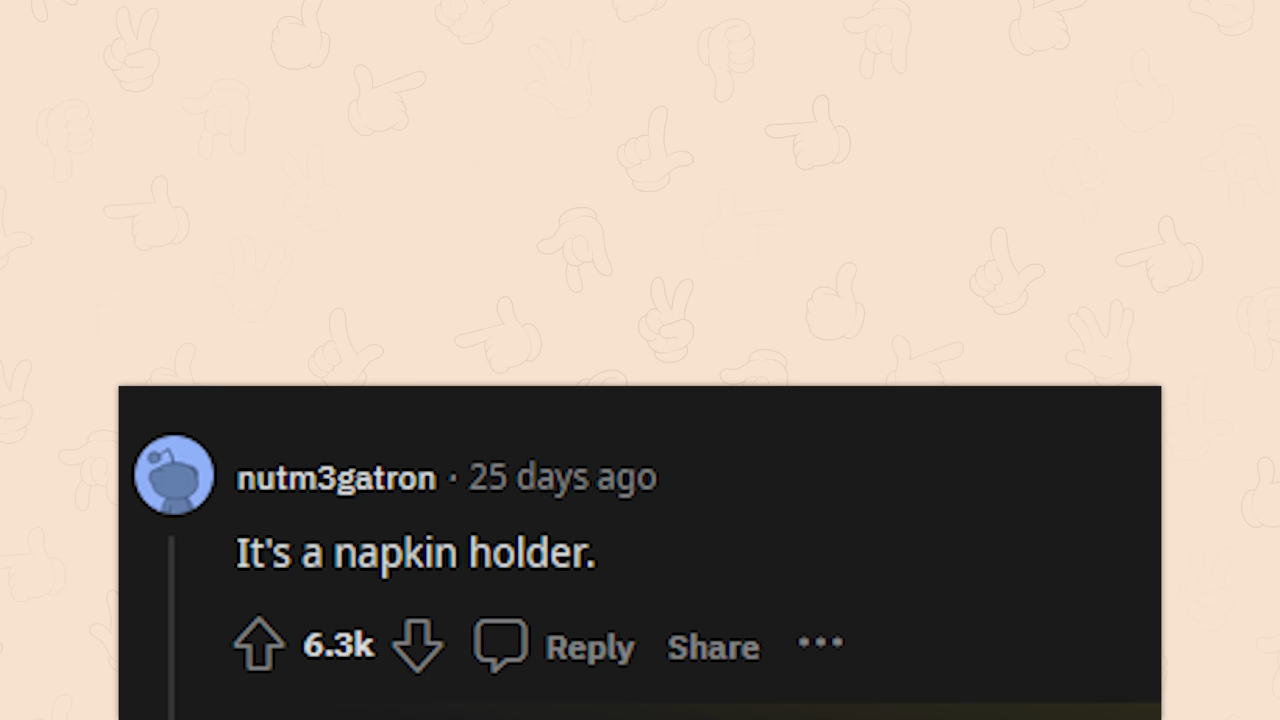 nutm3gatron · 25 days ago
It's a napkin holder.
6.3k Reply Share •••